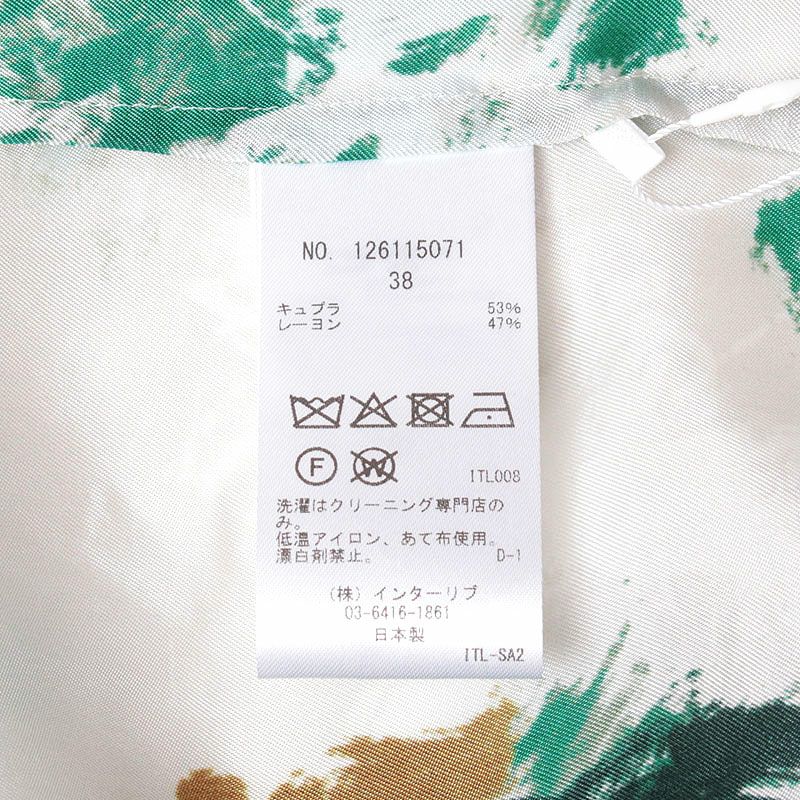 NO. 126115071
38
キュプラ 53%
レーヨン 47%
F W
ITL008
洗濯はクリーニング専門店の
み。
低温アイロン、あて布使用。
漂白剤禁止。 D-1
(株)インターリブ
03-6416-1861
日本製
ITL-SA2